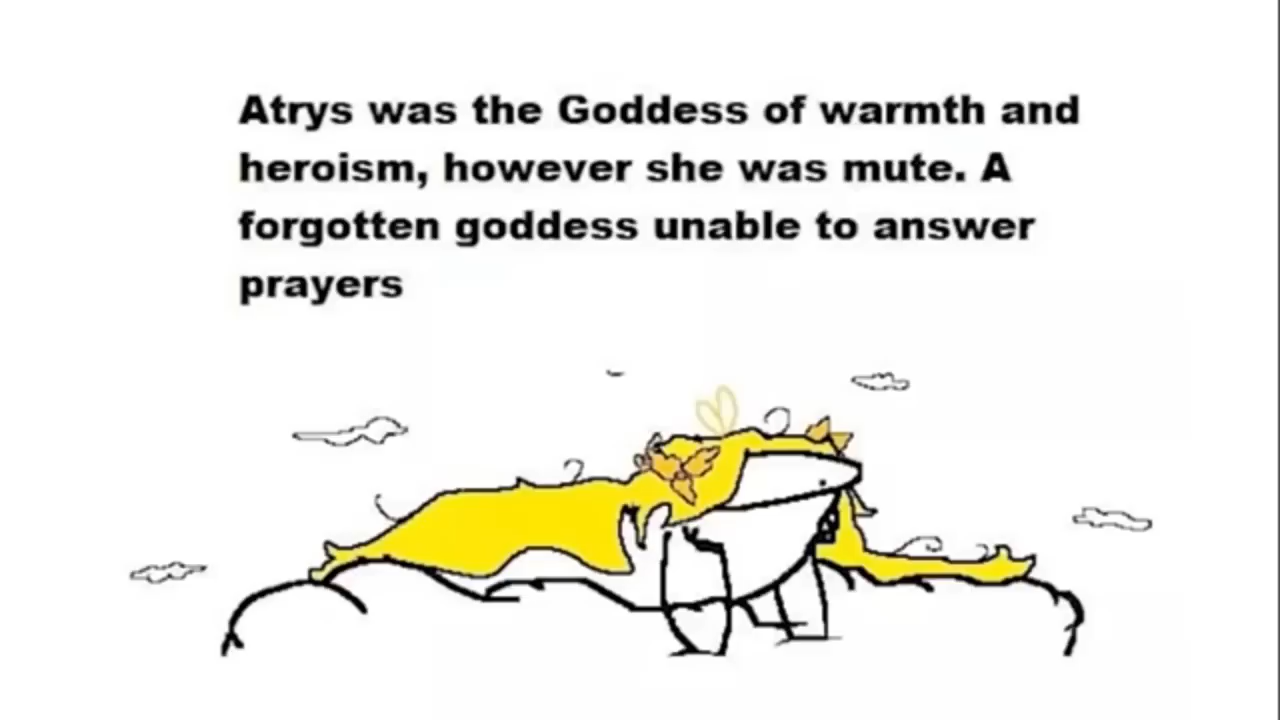 Atrys was the Goddess of warmth and
heroism, however she was mute. A
forgotten goddess unable to answer
prayers